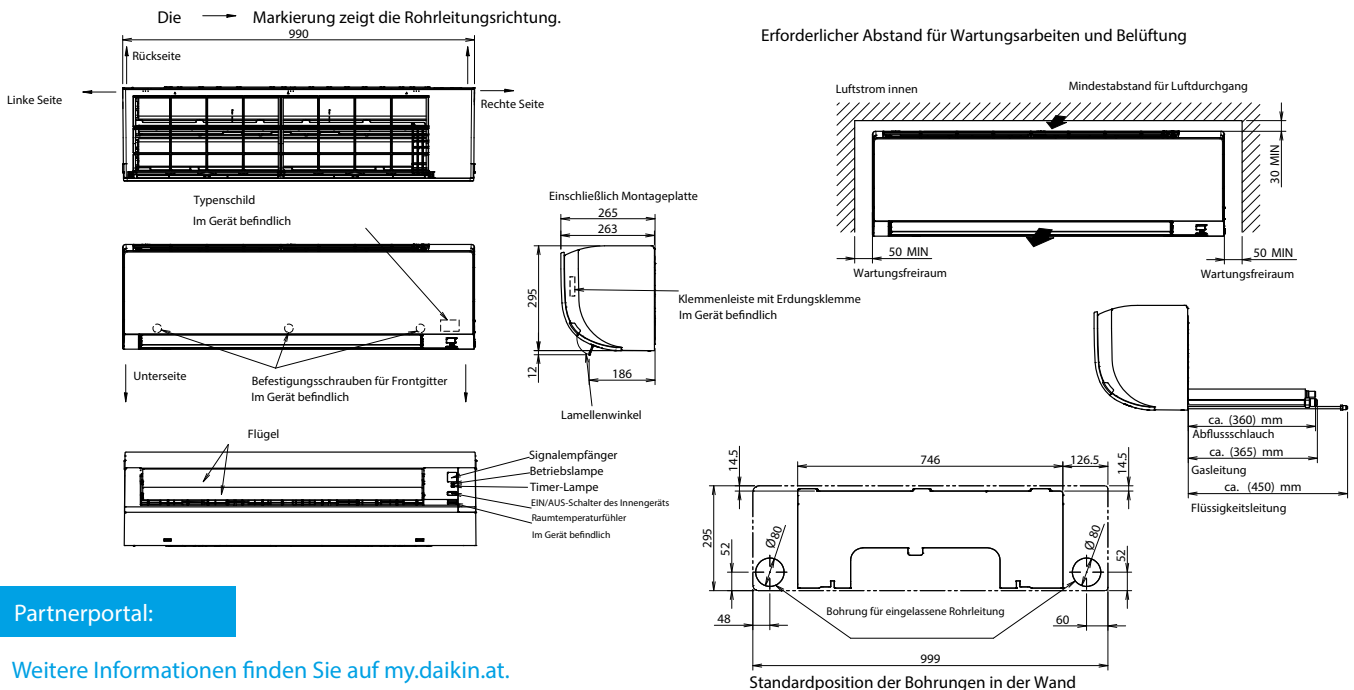 Die → Markierung zeigt die Rohrleitungsrichtung.
990
Rückseite
Linke Seite
Rechte Seite
Typenschild
Im Gerät befindlich
Unterseite
Befestigungsschrauben für Frontgitter
Im Gerät befindlich
Flügel
Signalempfänger
Betriebslampe
Timer-Lampe
EIN/AUS-Schalter des Innengeräts
Raumtemperaturfühler
Im Gerät befindlich
Einschließlich Montageplatte
265
263
295
12
186
Lamellenwinkel
Klemmenleiste mit Erdungsklemme
Im Gerät befindlich
Erforderlicher Abstand für Wartungsarbeiten und Belüftung
Luftstrom innen
Mindestabstand für Luftdurchgang
30 MIN
50 MIN
50 MIN
Wartungsfreiraum
Wartungsfreiraum
ca. (360) mm
Abflussschlauch
ca. (365) mm
Gasleitung
ca. (450) mm
Flüssigkeitsleitung
14.5
746
126.5
14.5
295
52
Ø80
Ø 80
52
Bohrung für eingelassene Rohrleitung
48
60
999
Standardposition der Bohrungen in der Wand
Partnerportal:
Weitere Informationen finden Sie auf my.daikin.at.